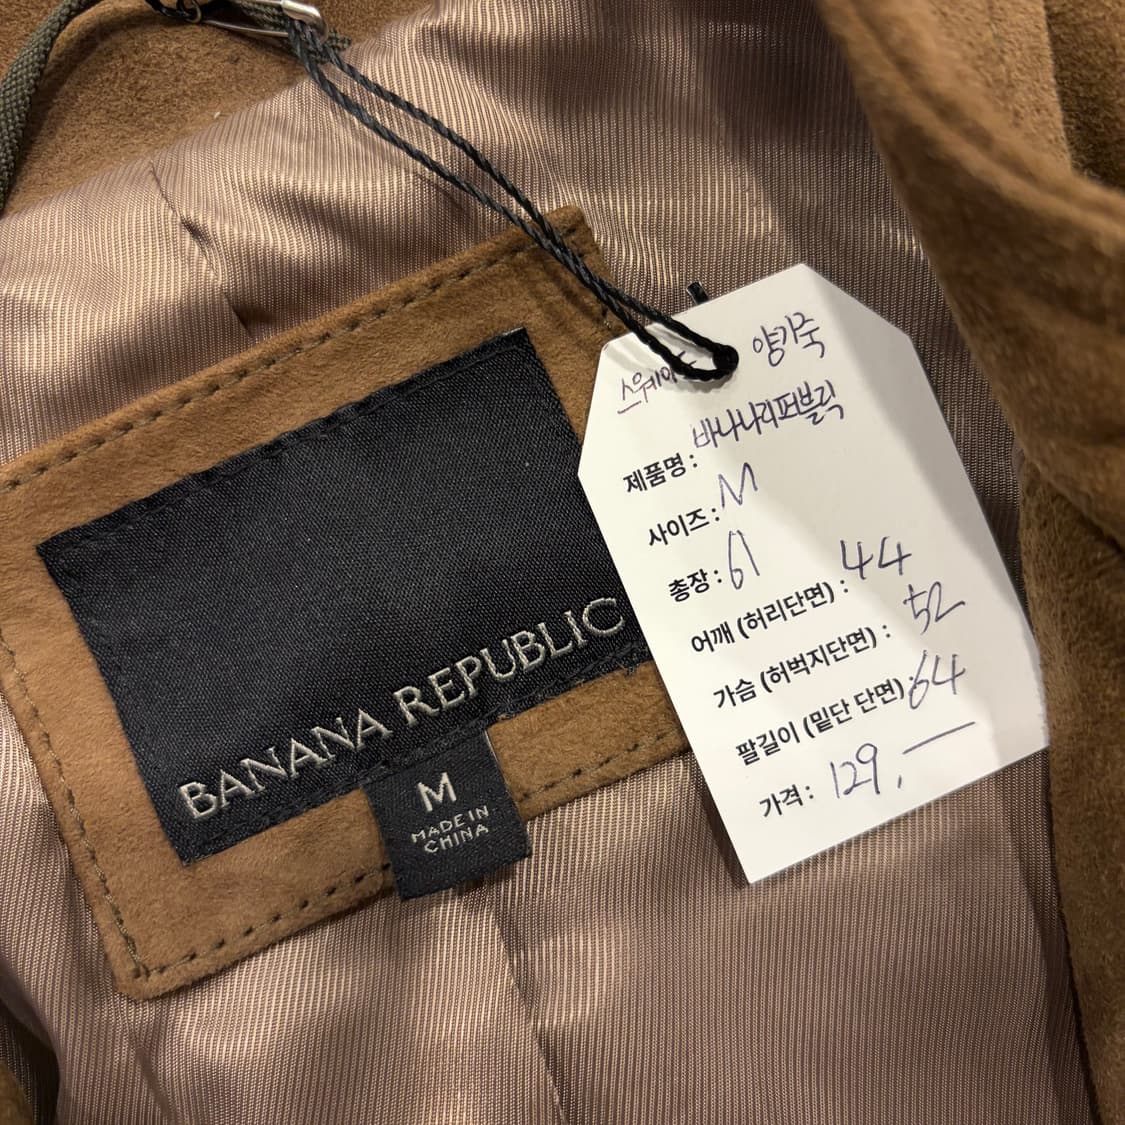 BANANA REPUBLIC
M
MADE IN
CHINA
스웨이드 양가죽
바나나리퍼블릭
제품명 :
사이즈 : M
총장 : 61
어깨 (허리단면) : 44
가슴 (허벅지단면) : 52
팔길이 (밑단 단면) : 64
가격 : 129,—